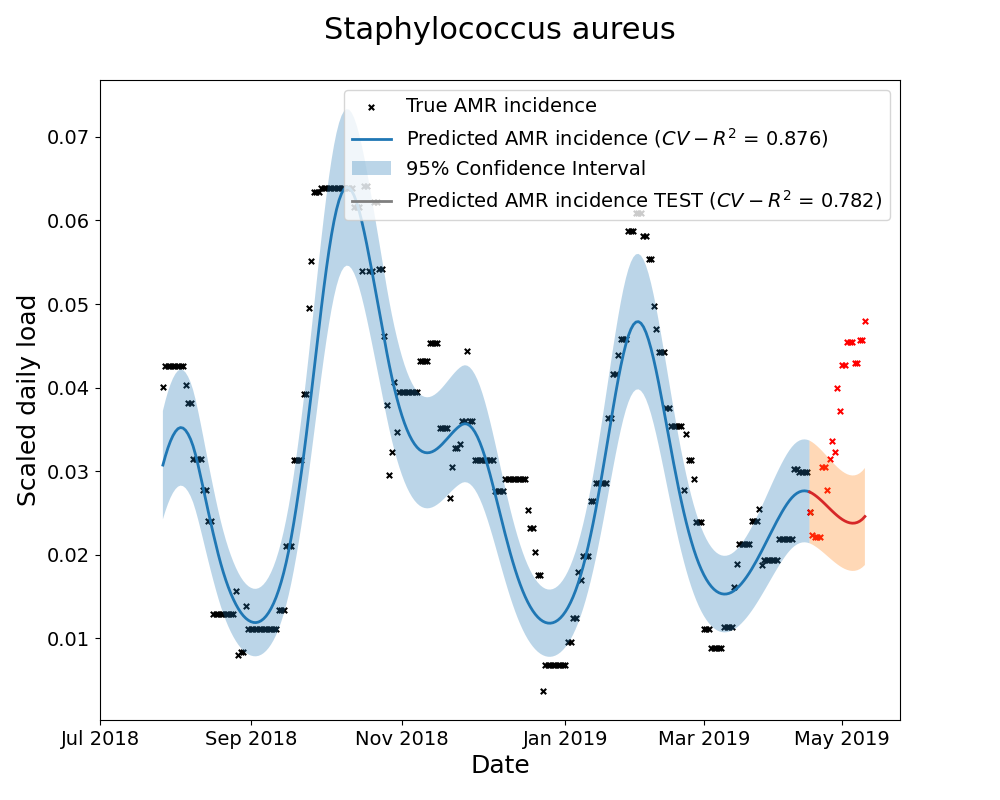 Staphylococcus aureus
True AMR incidence
Predicted AMR incidence (CV − R² = 0.876)
95% Confidence Interval
Predicted AMR incidence TEST (CV − R² = 0.782)
Scaled daily load
0.07
0.06
0.05
0.04
0.03
0.02
0.01
Jul 2018 Sep 2018 Nov 2018 Jan 2019 Mar 2019 May 2019
Date